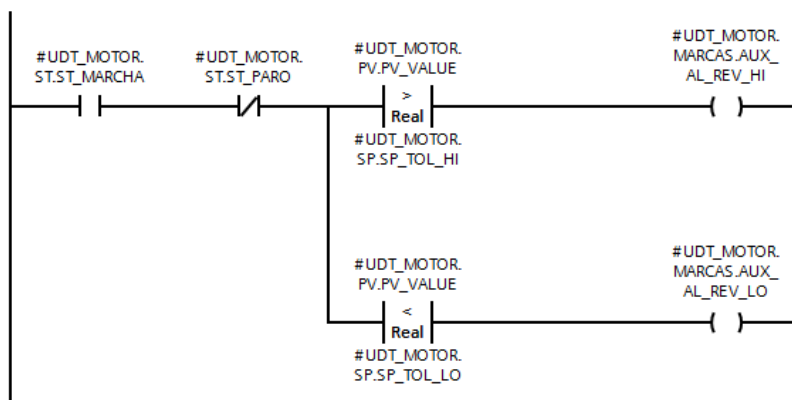 #UDT_MOTOR.
ST.ST_MARCHA
#UDT_MOTOR.
ST.ST_PARO
#UDT_MOTOR.
PV.PV_VALUE
>
Real
#UDT_MOTOR.
SP.SP_TOL_HI
#UDT_MOTOR.
MARCAS.AUX_
AL_REV_HI
#UDT_MOTOR.
PV.PV_VALUE
<
Real
#UDT_MOTOR.
SP.SP_TOL_LO
#UDT_MOTOR.
MARCAS.AUX_
AL_REV_LO